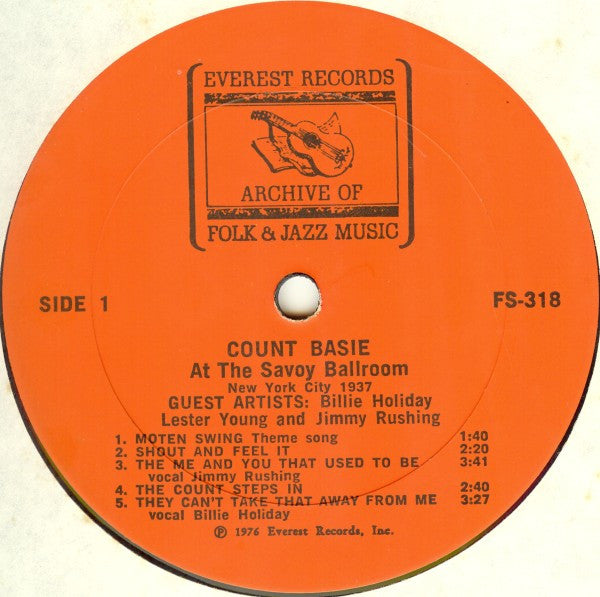 EVEREST RECORDS
ARCHIVE OF
FOLK & JAZZ MUSIC
SIDE 1
FS-318
COUNT BASIE
At The Savoy Ballroom
New York City 1937
GUEST ARTISTS: Billie Holiday
Lester Young and Jimmy Rushing
1. MOTEN SWING Theme song 1:40
2. SHOUT AND FEEL IT 2:20
3. THE ME AND YOU THAT USED TO BE 3:41
vocal Jimmy Rushing
4. THE COUNT STEPS IN 2:40
5. THEY CAN'T TAKE THAT AWAY FROM ME 3:27
vocal Billie Holiday
℗ 1976 Everest Records, Inc.